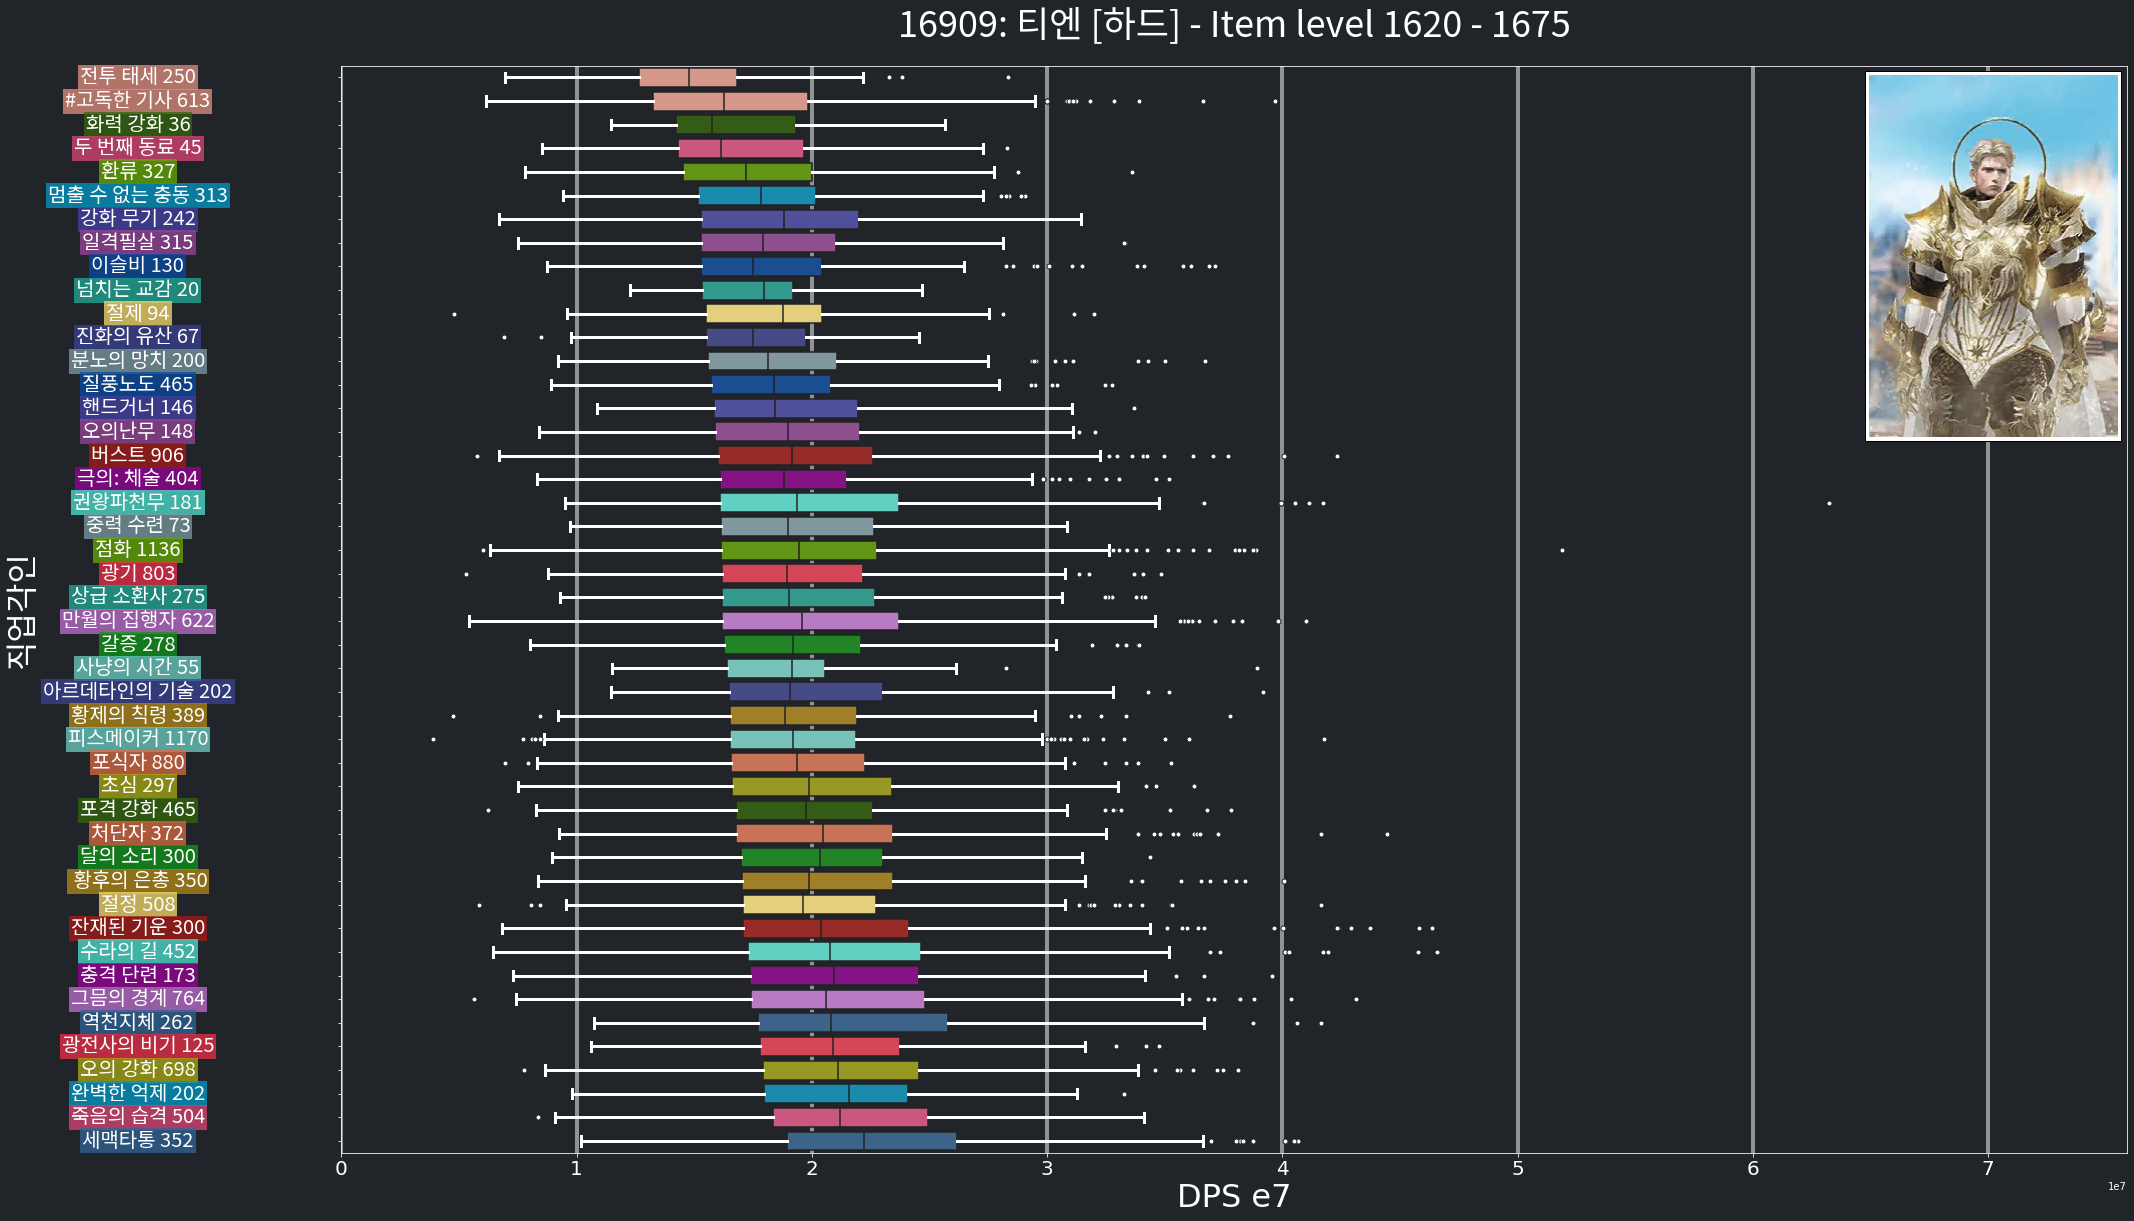 16909: 티엔 [하드] - Item level 1620 - 1675
전투 태세 250
#고독한 기사 613
화력 강화 36
두 번째 동료 45
환류 327
멈출 수 없는 충동 313
강화 무기 242
일격필살 315
이슬비 130
넘치는 교감 20
절제 94
진화의 유산 67
분노의 망치 200
질풍노도 465
핸드거너 146
오의난무 148
버스트 906
극의: 체술 404
권왕파천무 181
중력 수련 73
점화 1136
광기 803
상급 소환사 275
만월의 집행자 622
갈증 278
사냥의 시간 55
아르데타인의 기술 202
황제의 칙령 389
피스메이커 1170
포식자 880
초심 297
포격 강화 465
처단자 372
달의 소리 300
황후의 은총 350
절정 508
잔재된 기운 300
수라의 길 452
충격 단련 173
그믐의 경계 764
역천지체 262
광전사의 비기 125
오의 강화 698
완벽한 억제 202
죽음의 습격 504
세맥타통 352
직업각인
0 1 2 3 4 5 6 7
1e7
DPS e7